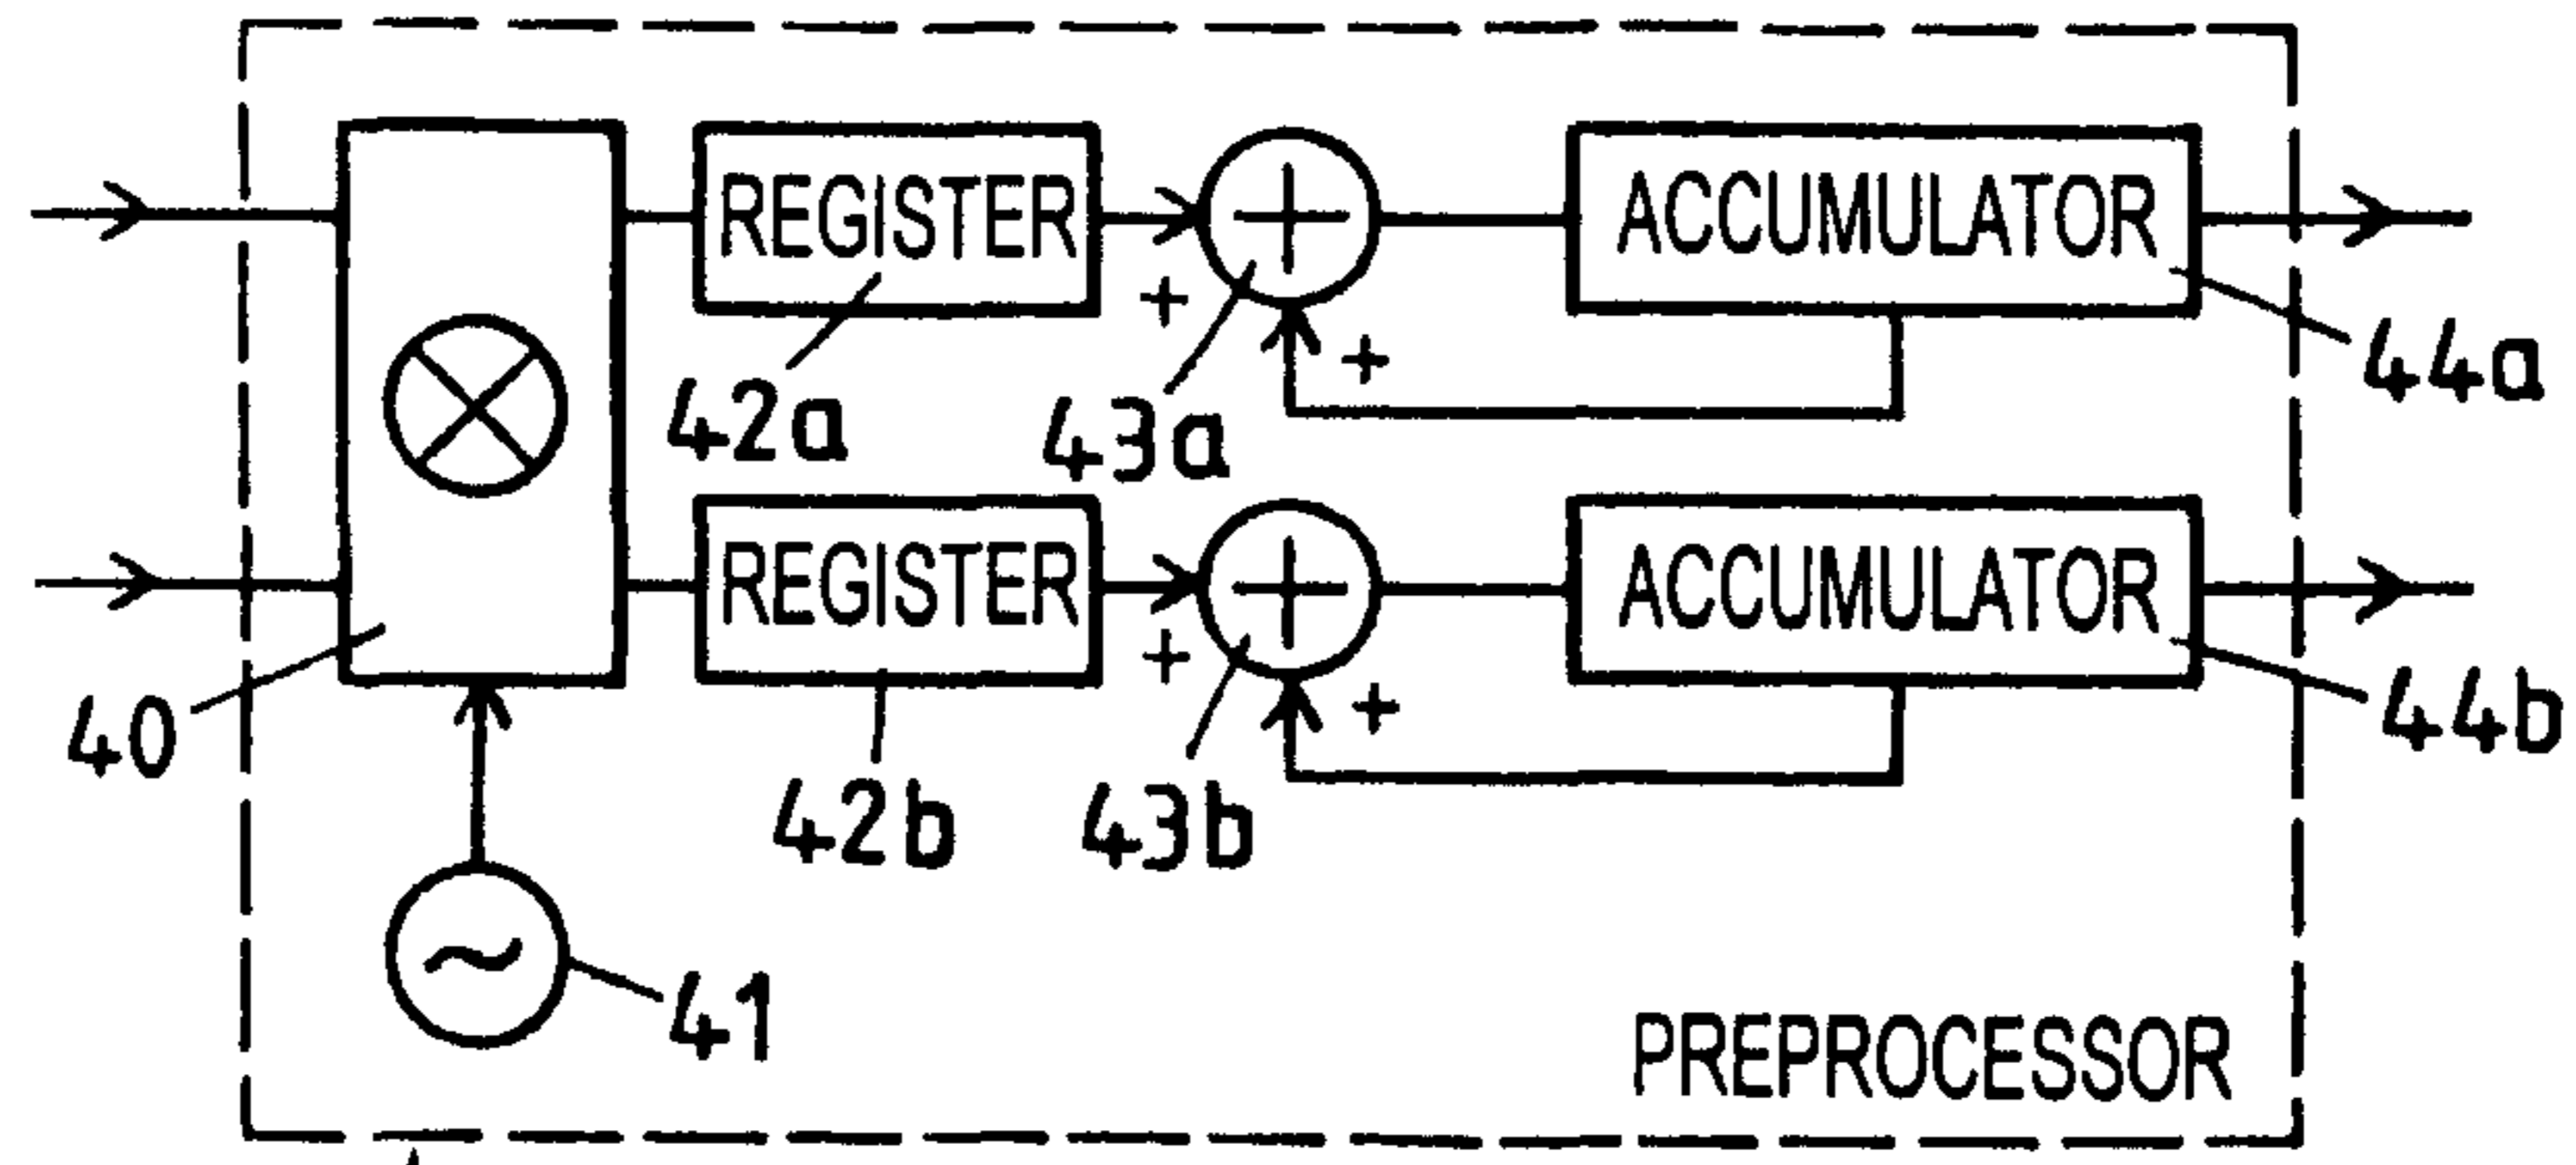 REGISTER
ACCUMULATOR
+
+
42a
43a
44a
REGISTER
ACCUMULATOR
+
+
40
42b
43b
44b
41
PREPROCESSOR